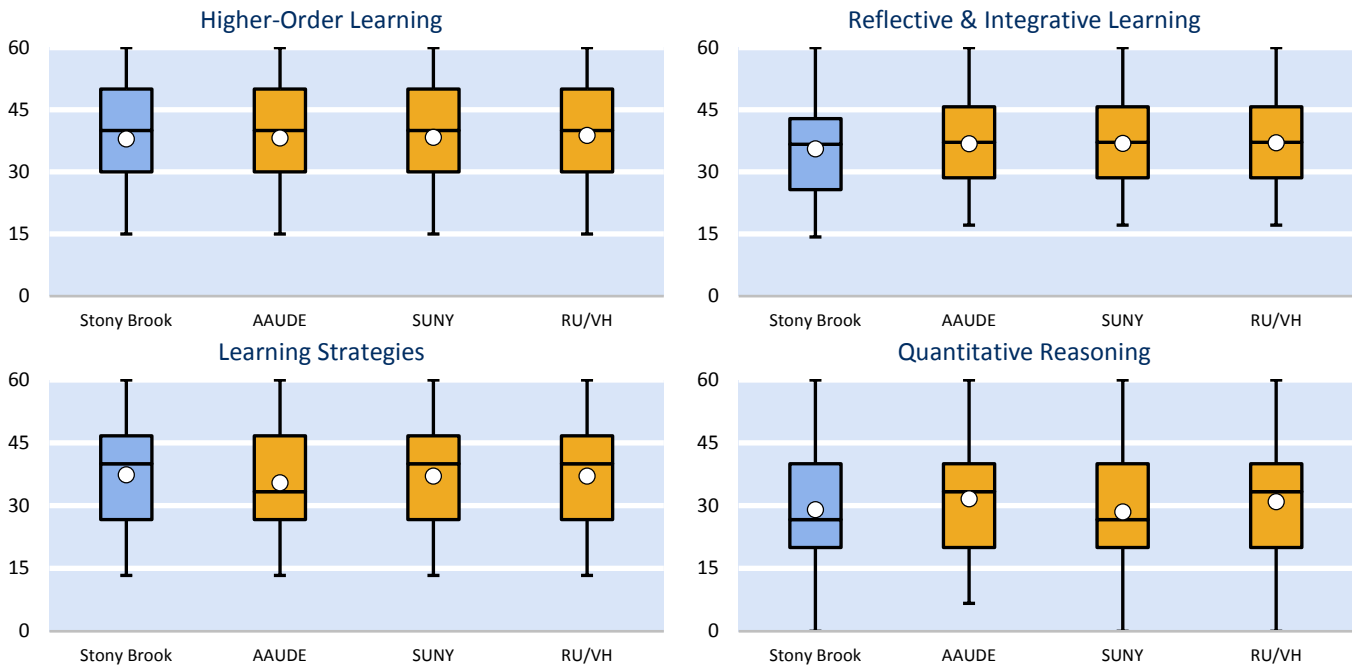 Higher-Order Learning
60
45
30
15
0
Stony Brook AAUDE SUNY RU/VH
Reflective & Integrative Learning
60
45
30
15
0
Stony Brook AAUDE SUNY RU/VH
Learning Strategies
60
45
30
15
0
Stony Brook AAUDE SUNY RU/VH
Quantitative Reasoning
60
45
30
15
0
Stony Brook AAUDE SUNY RU/VH